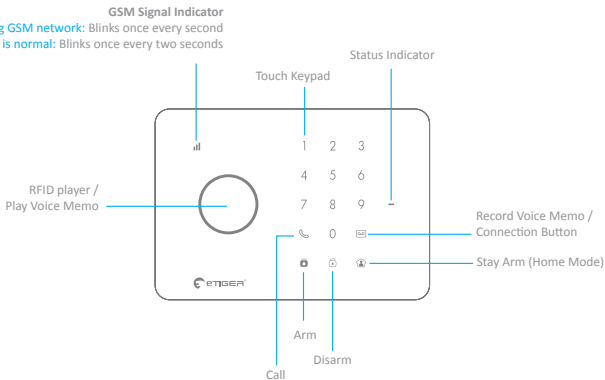 GSM Signal Indicator
g GSM network: Blinks once every second
is normal: Blinks once every two seconds
Status Indicator
Touch Keypad
1 2 3
4 5 6
7 8 9
0
RFID player /
Play Voice Memo
Record Voice Memo /
Connection Button
Stay Arm (Home Mode)
eTIGER
Arm
Disarm
Call